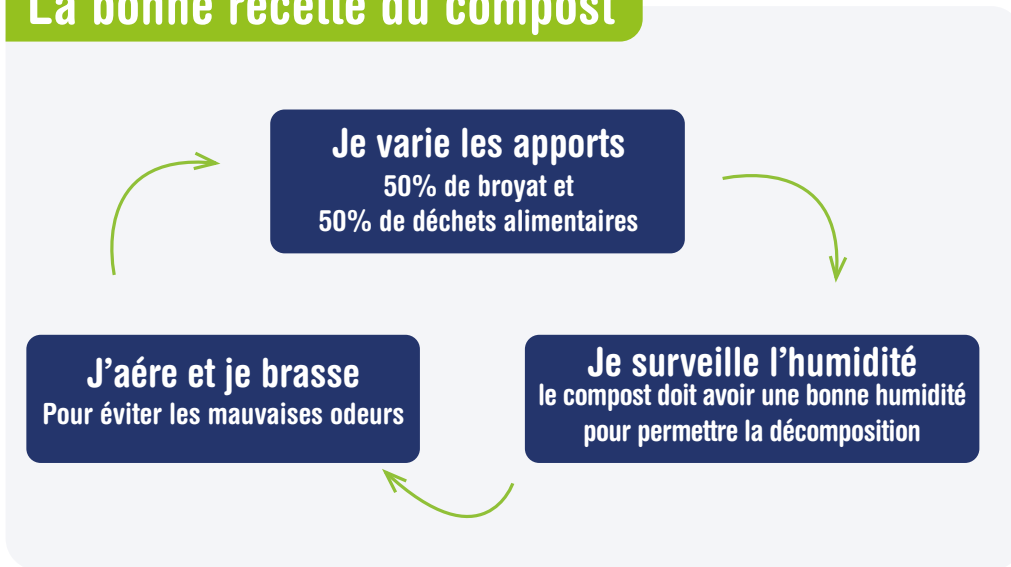 La bonne recette du compost
Je varie les apports
50% de broyat et
50% de déchets alimentaires
J'aére et je brasse
Pour éviter les mauvaises odeurs
Je surveille l'humidité
le compost doit avoir une bonne humidité
pour permettre la décomposition